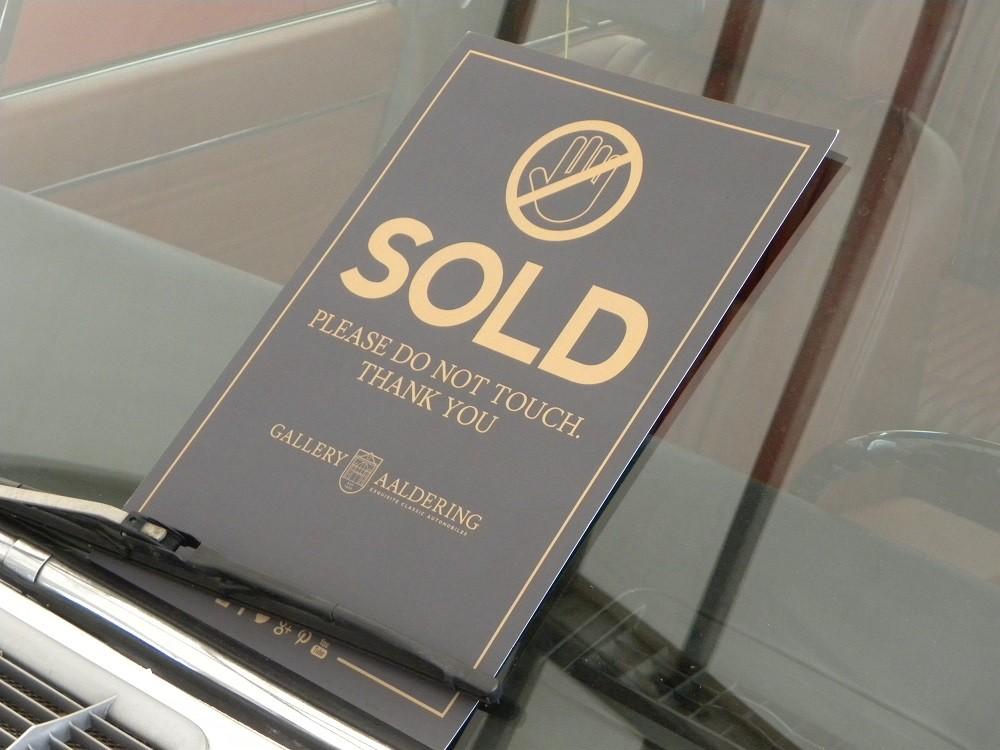 SOLD
PLEASE DO NOT TOUCH.
THANK YOU
GALLERY AALDERING
EXQUISITE CLASSIC AUTOMOBILES